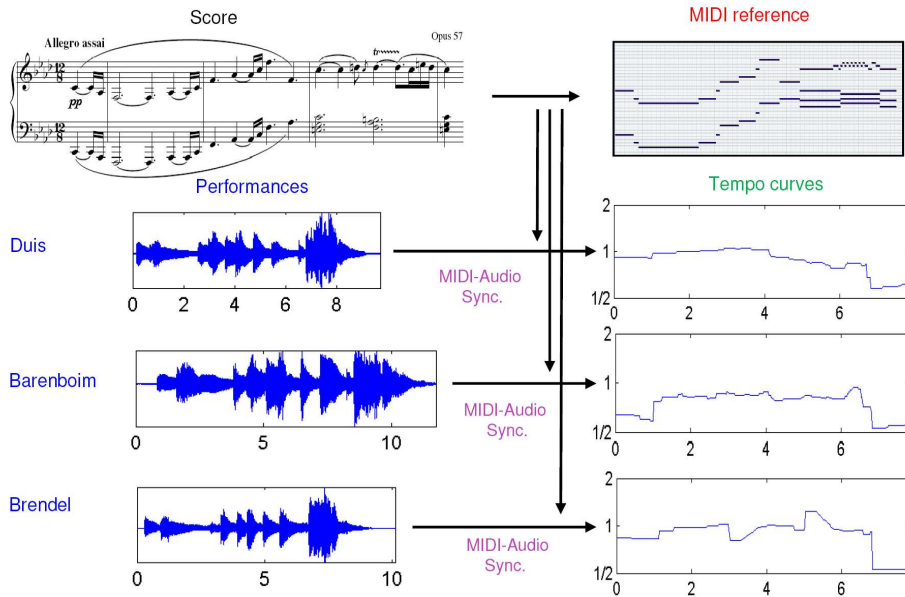 Score
MIDI reference
Opus 57
Allegro assai
12
8
pp
tr
12
8
Performances
Tempo curves
Duis
0 2 4 6 8
MIDI-Audio
Sync.
2
1
1/2
0 2 4 6
Barenboim
0 5 10
MIDI-Audio
Sync.
2
1
1/2
0 2 4 6
Brendel
0 5 10
MIDI-Audio
Sync.
2
1
1/2
0 2 4 6